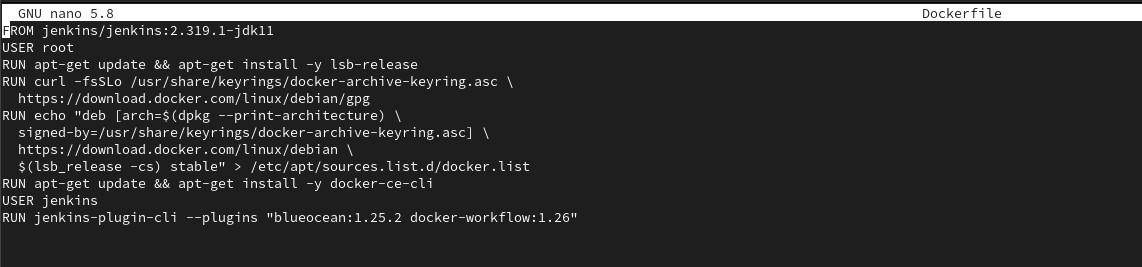 GNU nano 5.8 Dockerfile
FROM jenkins/jenkins:2.319.1-jdk11
USER root
RUN apt-get update && apt-get install -y lsb-release
RUN curl -fsSLo /usr/share/keyrings/docker-archive-keyring.asc \
  https://download.docker.com/linux/debian/gpg
RUN echo "deb [arch=$(dpkg --print-architecture) \
  signed-by=/usr/share/keyrings/docker-archive-keyring.asc] \
  https://download.docker.com/linux/debian \
  $(lsb_release -cs) stable" > /etc/apt/sources.list.d/docker.list
RUN apt-get update && apt-get install -y docker-ce-cli
USER jenkins
RUN jenkins-plugin-cli --plugins "blueocean:1.25.2 docker-workflow:1.26"